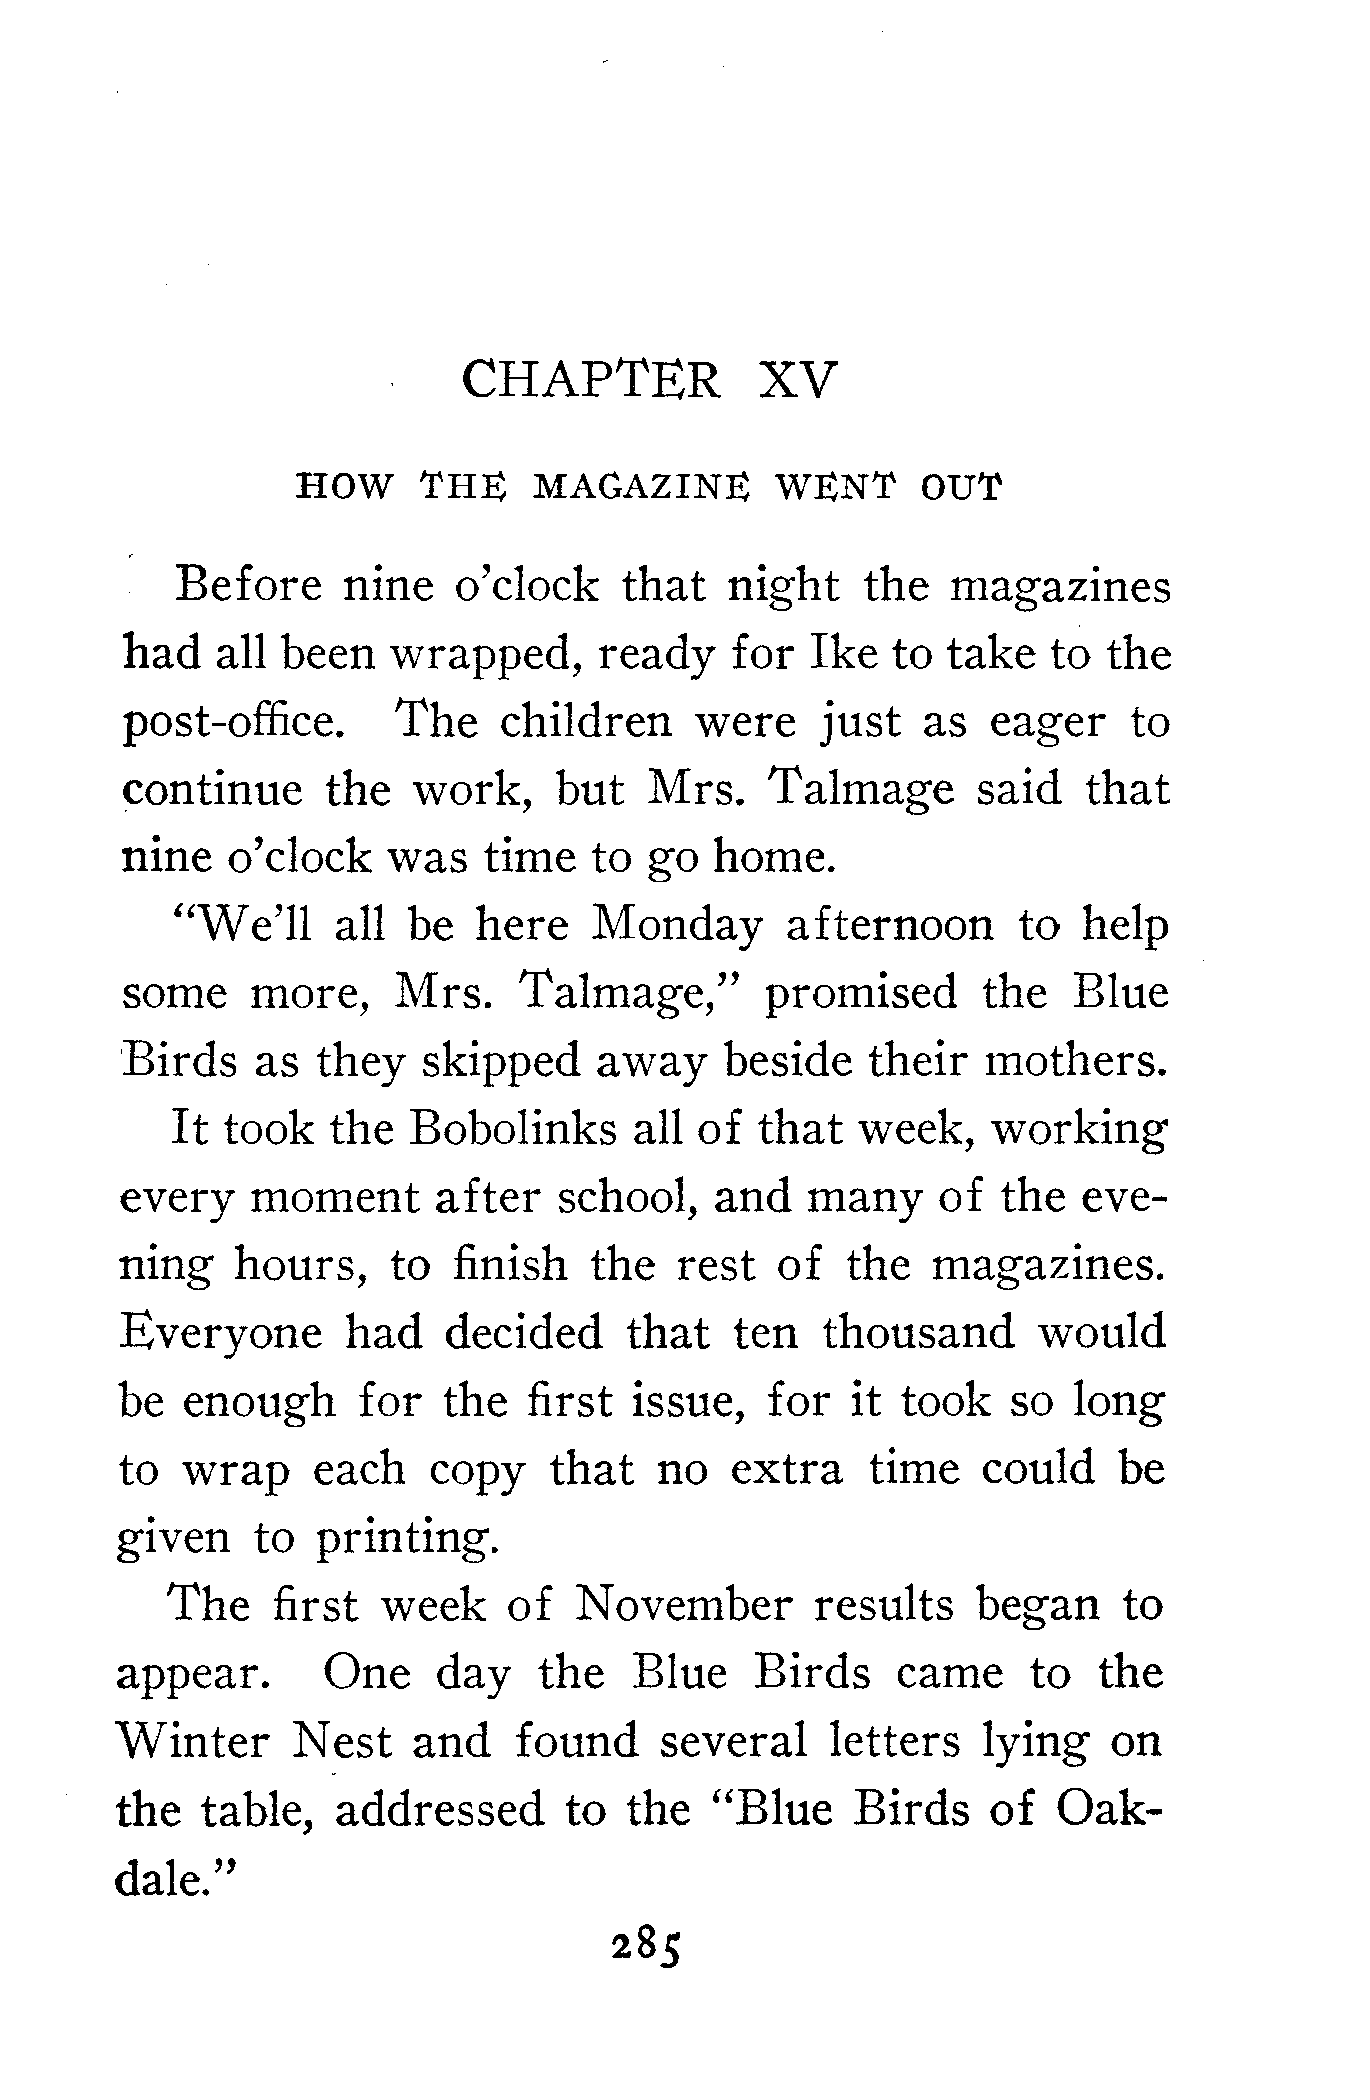 CHAPTER XV
HOW THE MAGAZINE WENT OUT
Before nine o'clock that night the magazines
had all been wrapped, ready for Ike to take to the
post-office. The children were just as eager to
continue the work, but Mrs. Talmage said that
nine o'clock was time to go home.
"We'll all be here Monday afternoon to help
some more, Mrs. Talmage," promised the Blue
Birds as they skipped away beside their mothers.
It took the Bobolinks all of that week, working
every moment after school, and many of the eve-
ning hours, to finish the rest of the magazines.
Everyone had decided that ten thousand would
be enough for the first issue, for it took so long
to wrap each copy that no extra time could be
given to printing.
The first week of November results began to
appear. One day the Blue Birds came to the
Winter Nest and found several letters lying on
the table, addressed to the "Blue Birds of Oak-
dale."
285